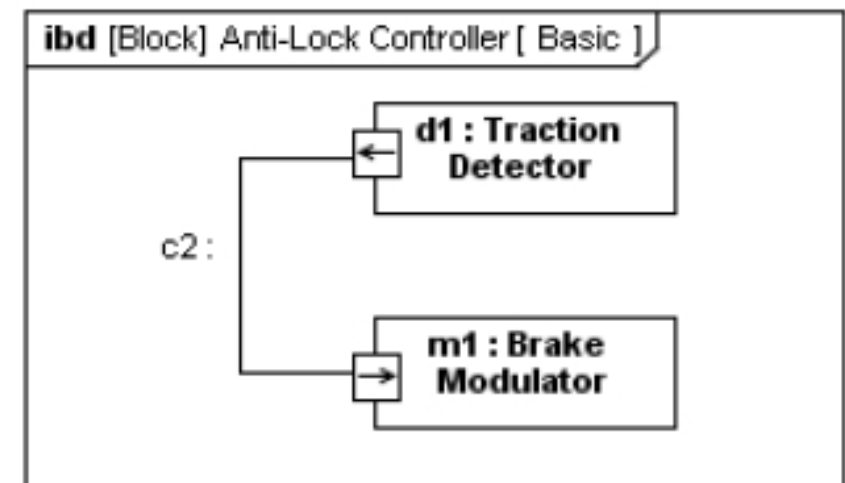 ibd [Block] Anti-Lock Controller [ Basic ]
d1 : Traction
Detector
c2 :
m1 : Brake
Modulator